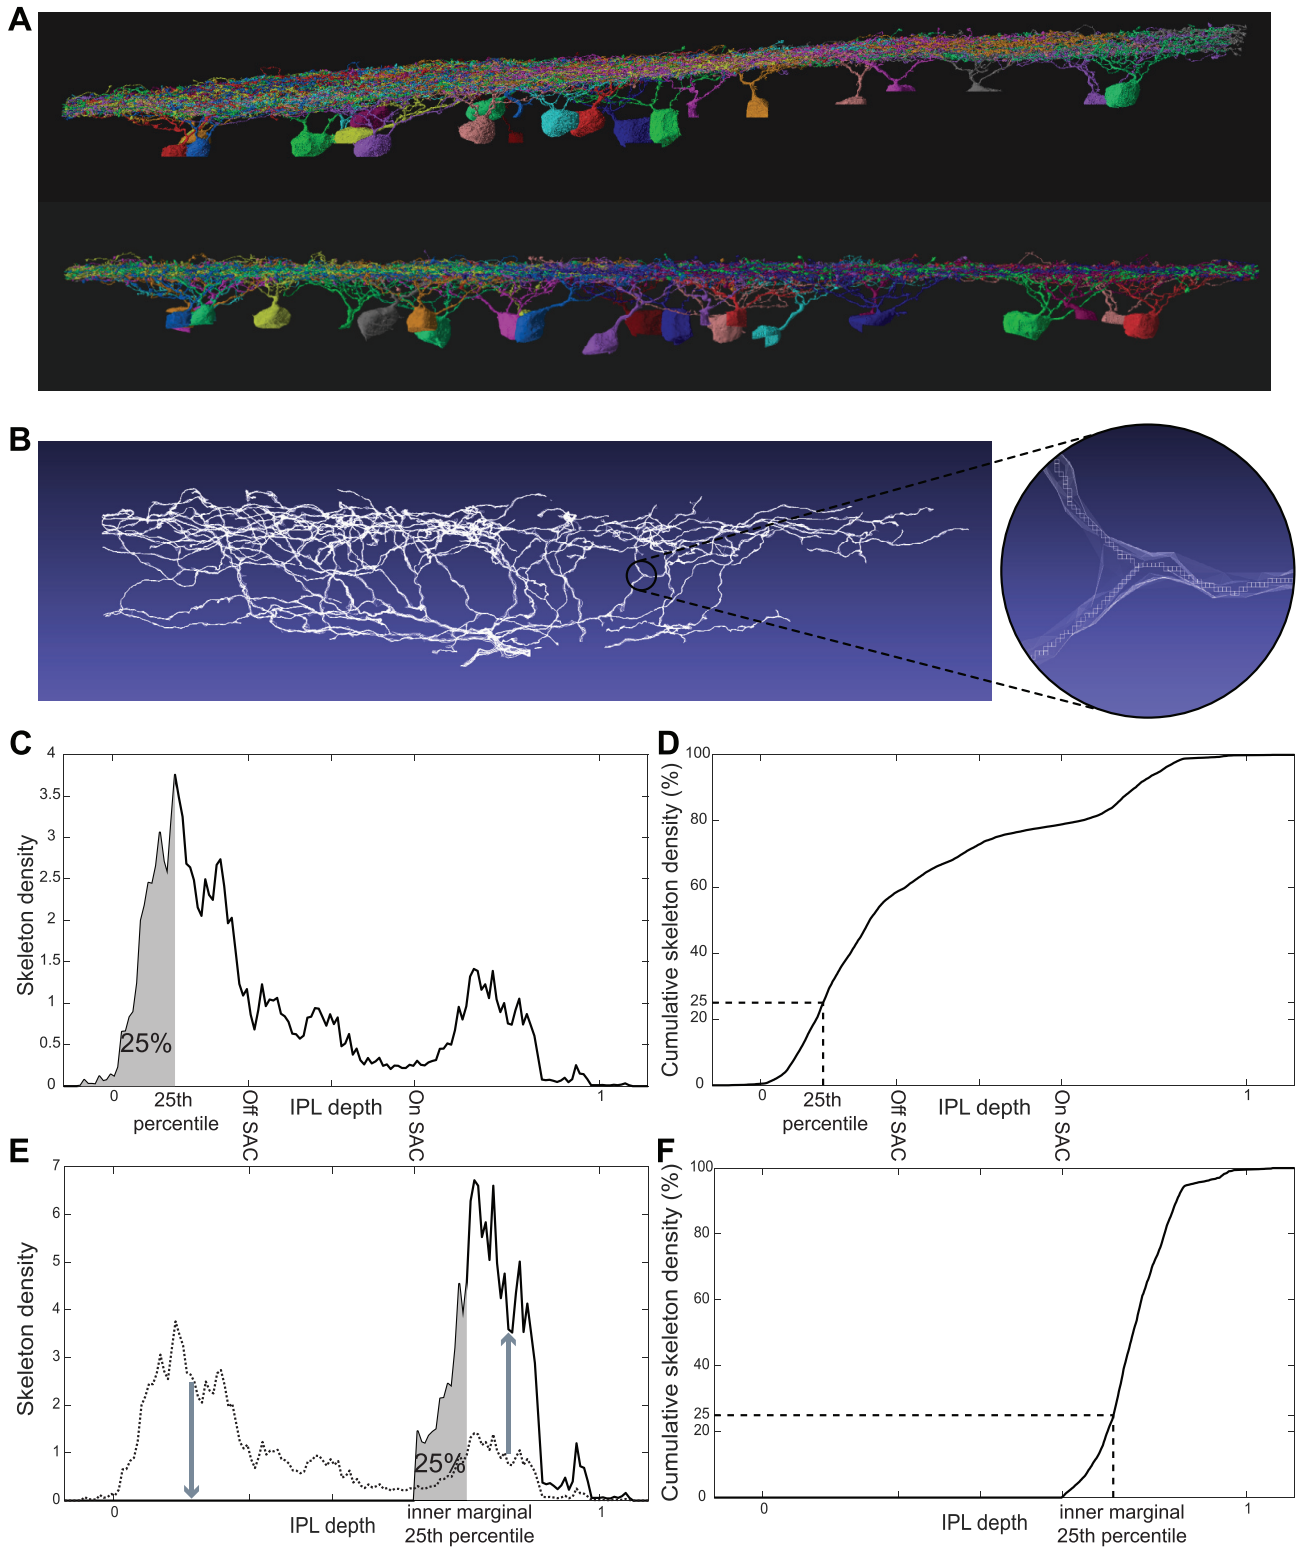 A
B
C
D
Skeleton density
4
3.5
3
2.5
2
1.5
1
0.5
0
25%
0
25th
percentile
Off SAC
IPL depth
On SAC
1
Cumulative skeleton density (%)
100
80
60
40
25
20
0
0
25th
percentile
Off SAC
IPL depth
On SAC
1
E
F
Skeleton density
7
6
5
4
3
2
1
0
25%
0
IPL depth
inner marginal
25th percentile
1
Cumulative skeleton density (%)
100
80
60
40
25
20
0
0
IPL depth
inner marginal
25th percentile
1